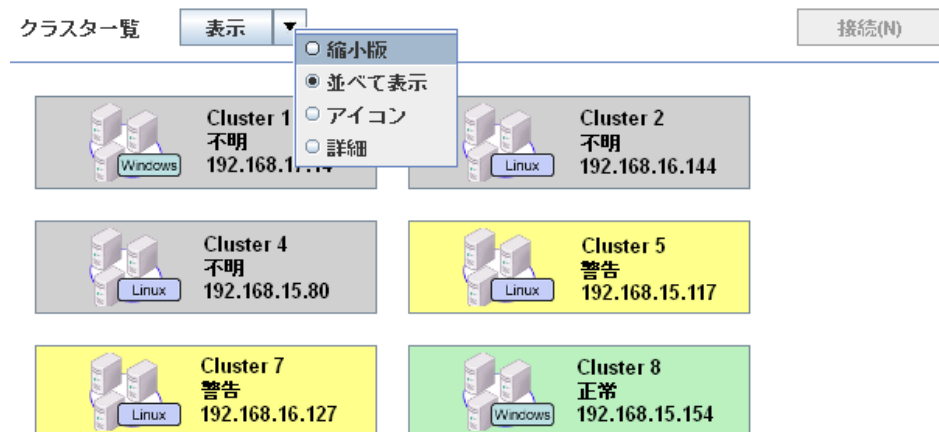 クラスター覧 表示 接続(N)
縮小版
並べて表示
アイコン
詳細
Cluster 1
不明
Windows
Cluster 2
不明
192.168.16.144
Linux
Cluster 4
不明
192.168.15.80
Linux
Cluster 5
警告
192.168.15.117
Linux
Cluster 7
警告
192.168.16.127
Linux
Cluster 8
正常
192.168.15.154
Windows